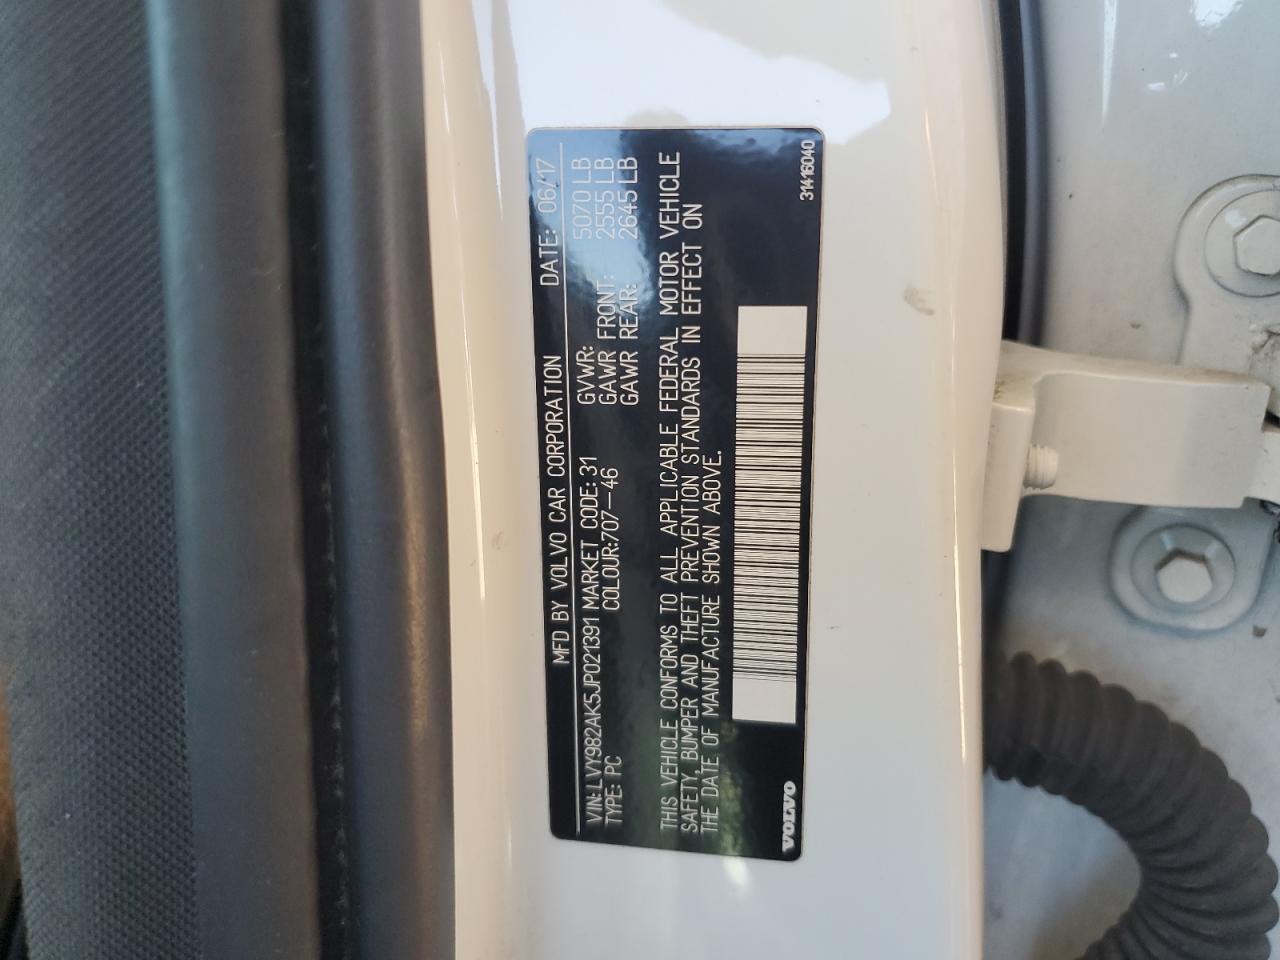 MFD BY VOLVO CAR CORPORATION DATE: 06/17
VIN: LVY982AK5JP021391 MARKET CODE: 31 GVWR: 5070 LB
TYPE: PC COLOUR:707-46 GAWR FRONT: 2555 LB
GAWR REAR: 2645 LB
THIS VEHICLE CONFORMS TO ALL APPLICABLE FEDERAL MOTOR VEHICLE
SAFETY, BUMPER AND THEFT PREVENTION STANDARDS IN EFFECT ON
THE DATE OF MANUFACTURE SHOWN ABOVE.
VOLVO 31416040